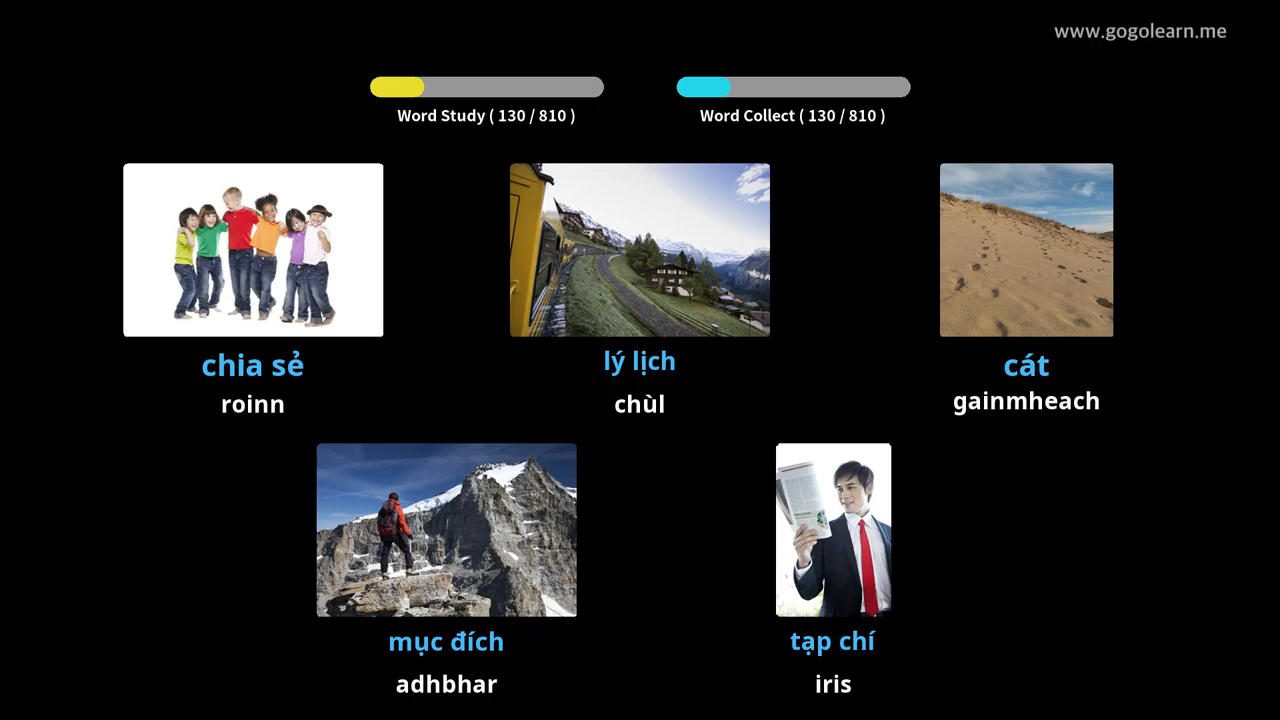 www.gogolearn.me
Word Study ( 130 / 810 )
Word Collect ( 130 / 810 )
chia sẻ
roinn
lý lịch
chùl
cát
gainmheach
mục đích
adhbhar
tạp chí
iris